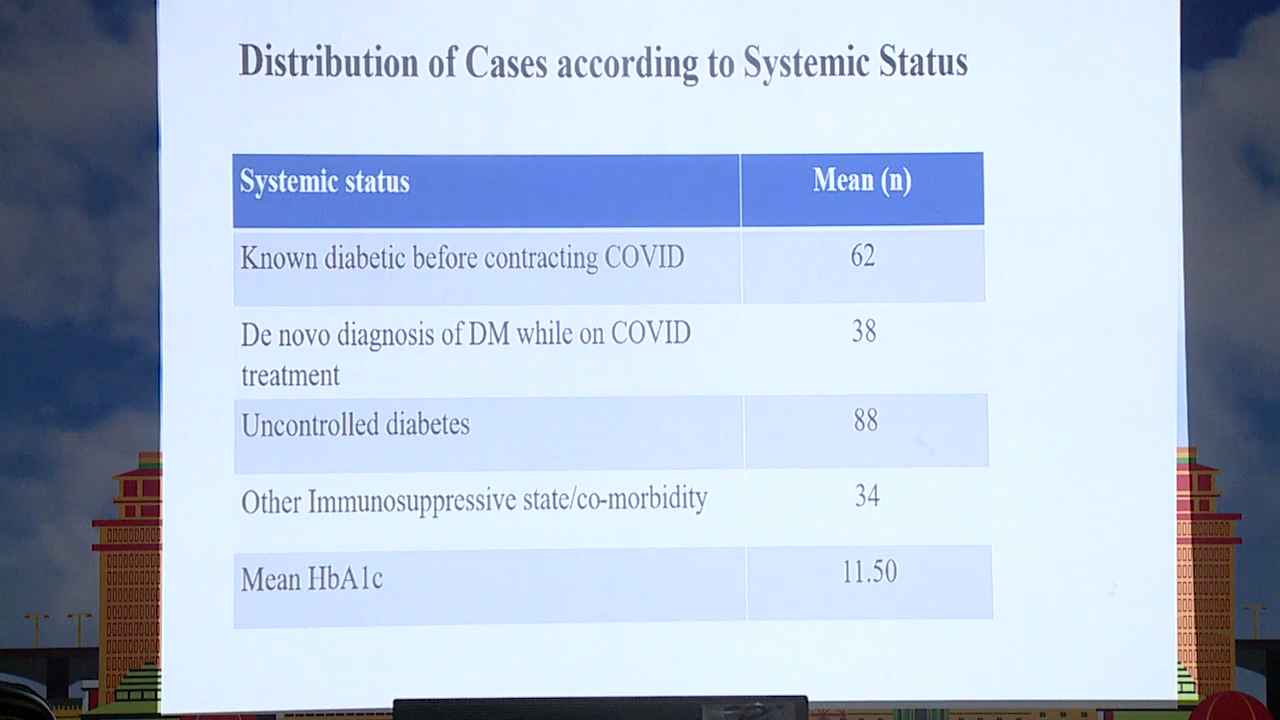 Distribution of Cases according to Systemic Status
Systemic status Mean (n)
Known diabetic before contracting COVID 62
De novo diagnosis of DM while on COVID 38
treatment
Uncontrolled diabetes 88
Other Immunosuppressive state/co-morbidity 34
Mean HbA1c 11.50